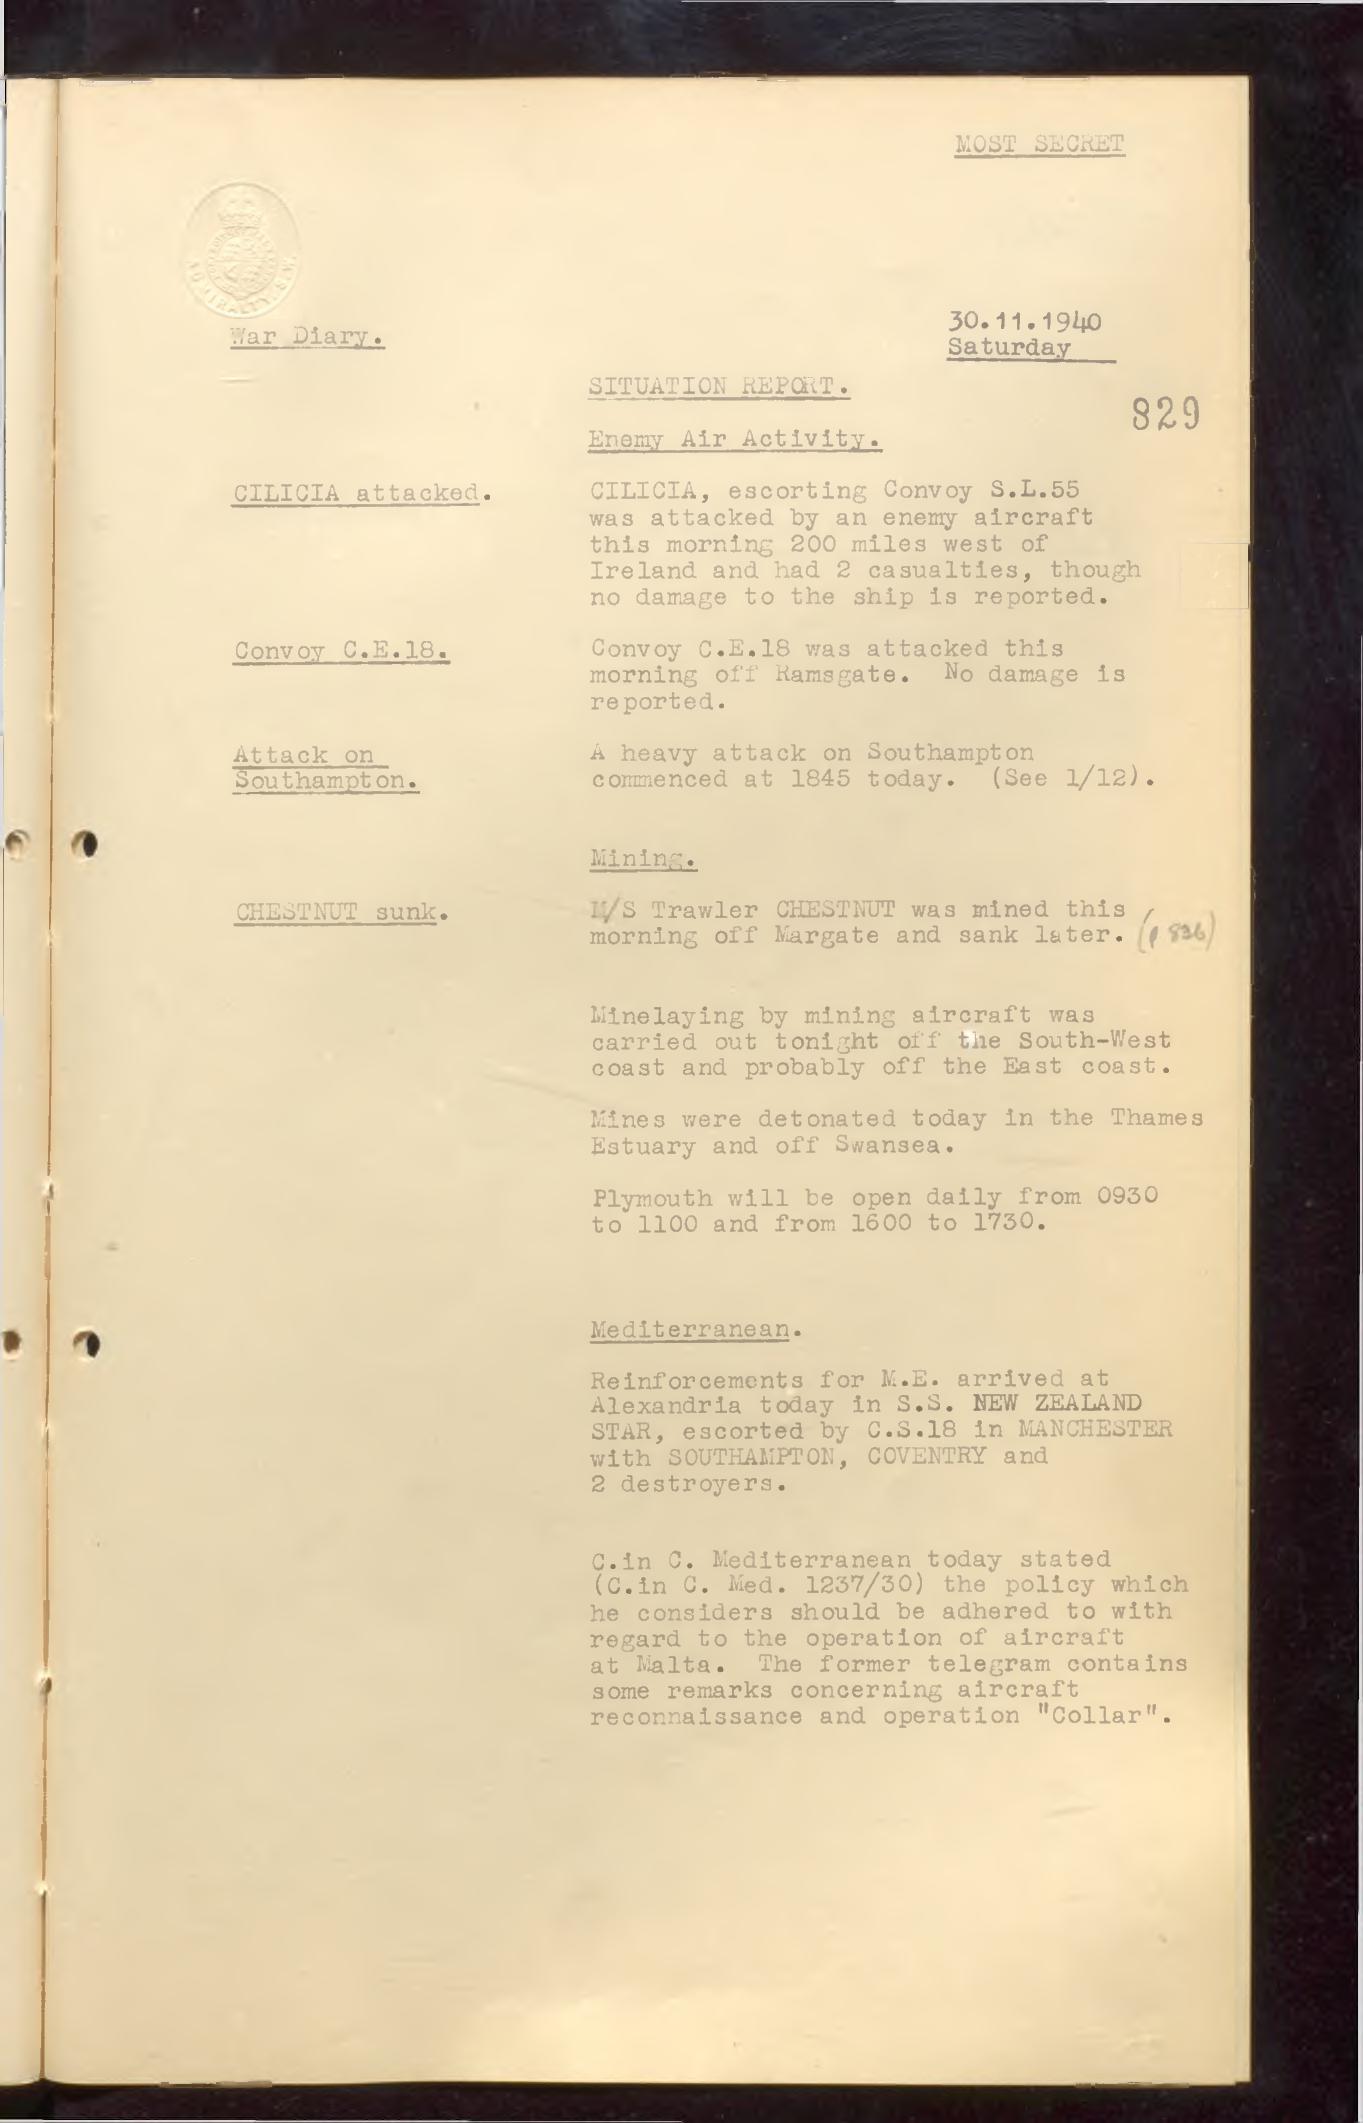 MOST SECRET
ADMIRALTY. S.W.
War Diary.
30.11.1940
Saturday
SITUATION REPORT.
829
Enemy Air Activity.
CILICIA attacked.
CILICIA, escorting Convoy S.L.55
was attacked by an enemy aircraft
this morning 200 miles west of
Ireland and had 2 casualties, though
no damage to the ship is reported.
Convoy C.E.18.
Convoy C.E.18 was attacked this
morning off Ramsgate. No damage is
reported.
Attack on
Southampton.
A heavy attack on Southampton
commenced at 1845 today. (See 1/12).
Mining.
CHESTNUT sunk.
M/S Trawler CHESTNUT was mined this
morning off Margate and sank later. (p 836)
Minelaying by mining aircraft was
carried out tonight off the South-West
coast and probably off the East coast.
Mines were detonated today in the Thames
Estuary and off Swansea.
Plymouth will be open daily from 0930
to 1100 and from 1600 to 1730.
Mediterranean.
Reinforcements for M.E. arrived at
Alexandria today in S.S. NEW ZEALAND
STAR, escorted by C.S.18 in MANCHESTER
with SOUTHAMPTON, COVENTRY and
2 destroyers.
C.in C. Mediterranean today stated
(C.in C. Med. 1237/30) the policy which
he considers should be adhered to with
regard to the operation of aircraft
at Malta. The former telegram contains
some remarks concerning aircraft
reconnaissance and operation "Collar".